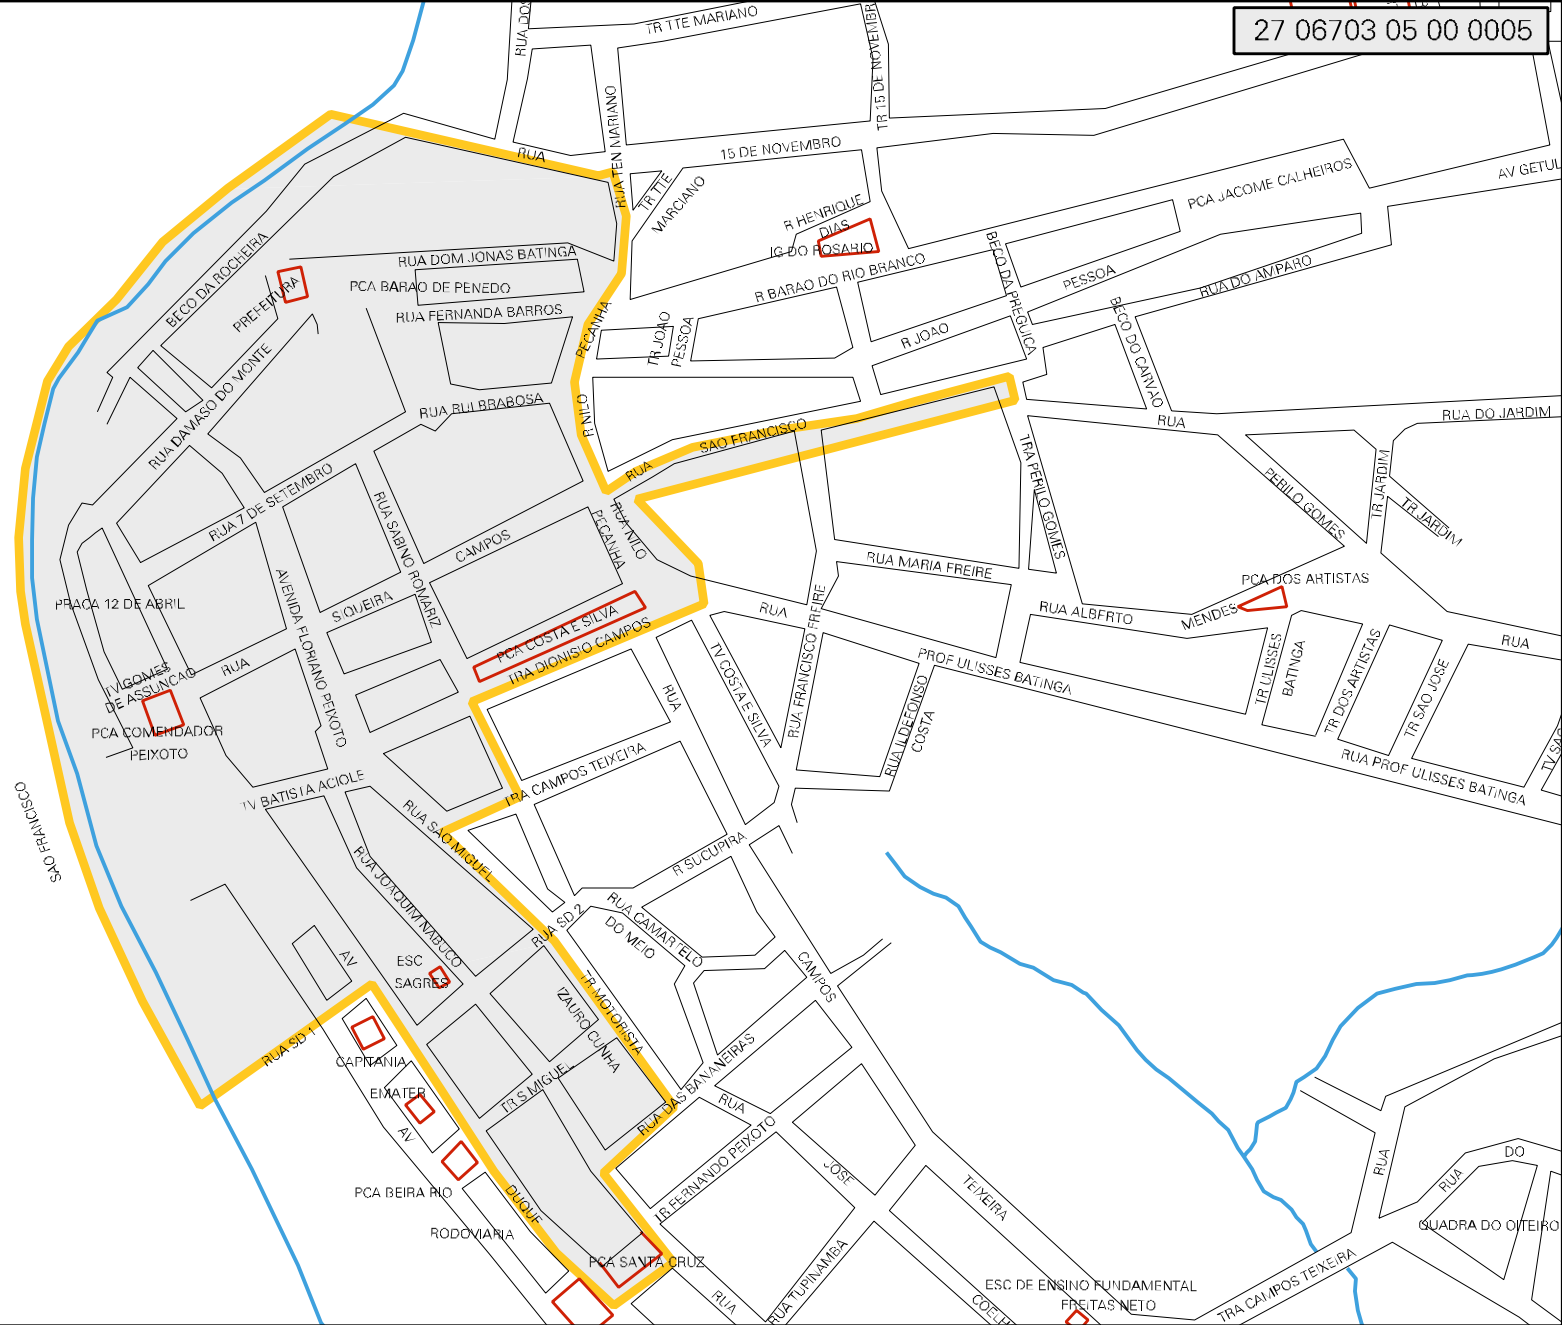 27 06703 05 00 0005
RUA DOS
TR TTE MARIANO
TR 15 DE NOVEMBR
RUA TEN MARIANO
RUA
15 DE NOVEMBRO
TR TTE
MARCIANO
R HENRIQUE
DIAS
IG DO ROSARIO
R BARAO DO RIO BRANCO
PCA JACOME CALHEIROS
AV GETUL
BECO DA PREGUICA
PESSOA
RUA DO AMPARO
BECO DO CARVAO
R JOAO
TR JOAO
PESSOA
BECO DA ROCHEIRA
PREFEITURA
RUA DOM JONAS BATINGA
PCA BARAO DE PENEDO
RUA FERNANDA BARROS
PECANHA
R NILO
RUA DAMASO DO MONTE
RUA RUI BRABOSA
RUA
SAO FRANCISCO
RUA
RUA DO JARDIM
TRA PERILO GOMES
PERILO GOMES
TR JARDIM
TR JARDIM
RUA 7 DE SETEMBRO
RUA SABINO ROMARIZ
CAMPOS
PECANHA
RUA NILO
RUA MARIA FREIRE
PCA DOS ARTISTAS
MENDES
RUA ALBERTO
RUA
PRACA 12 DE ABRIL
AVENIDA FLORIANO PEIXOTO
SIQUEIRA
PCA COSTA E SILVA
TRA DIONISIO CAMPOS
RUA
RUA FRANCISCO FREIRE
PROF ULISSES BATINGA
TR ULISSES
BATINGA
TR DOS ARTISTAS
TR SAO JOSE
TV SAO
RUA PROF ULISSES BATINGA
TV GOMES
DE ASSUNCAO
RUA
PCA COMENDADOR
PEIXOTO
RUA
TV COSTA E SILVA
RUA ILDEFONSO
COSTA
TV BATISTA ACIOLE
TRA CAMPOS TEIXEIRA
RUA SAO MIGUEL
SAO FRANCISCO
RUA JOAQUIM NABUCO
R SUCUPIRA
RUA CAMARTELO
DO MEIO
RUA SD 2
AV
ESC
SAGRES
TR MOTORISTA
IZAURO CUNHA
CAMPOS
RUA SD 1
CAPITANIA
EMATER
AV
TR S.MIGUEL
RUA DAS BANANEIRAS
RUA
TR FERNANDO PEIXOTO
JOSE
TEIXEIRA
PCA BEIRA RIO
RODOVIARIA
DUQUE
PCA SANTA CRUZ
RUA
RUA TUPINAMBA
COELH
ESC DE ENSINO FUNDAMENTAL
FREITAS NETO
TRA CAMPOS TEIXEIRA
RUA
RUA
DO
QUADRA DO OITEIRO